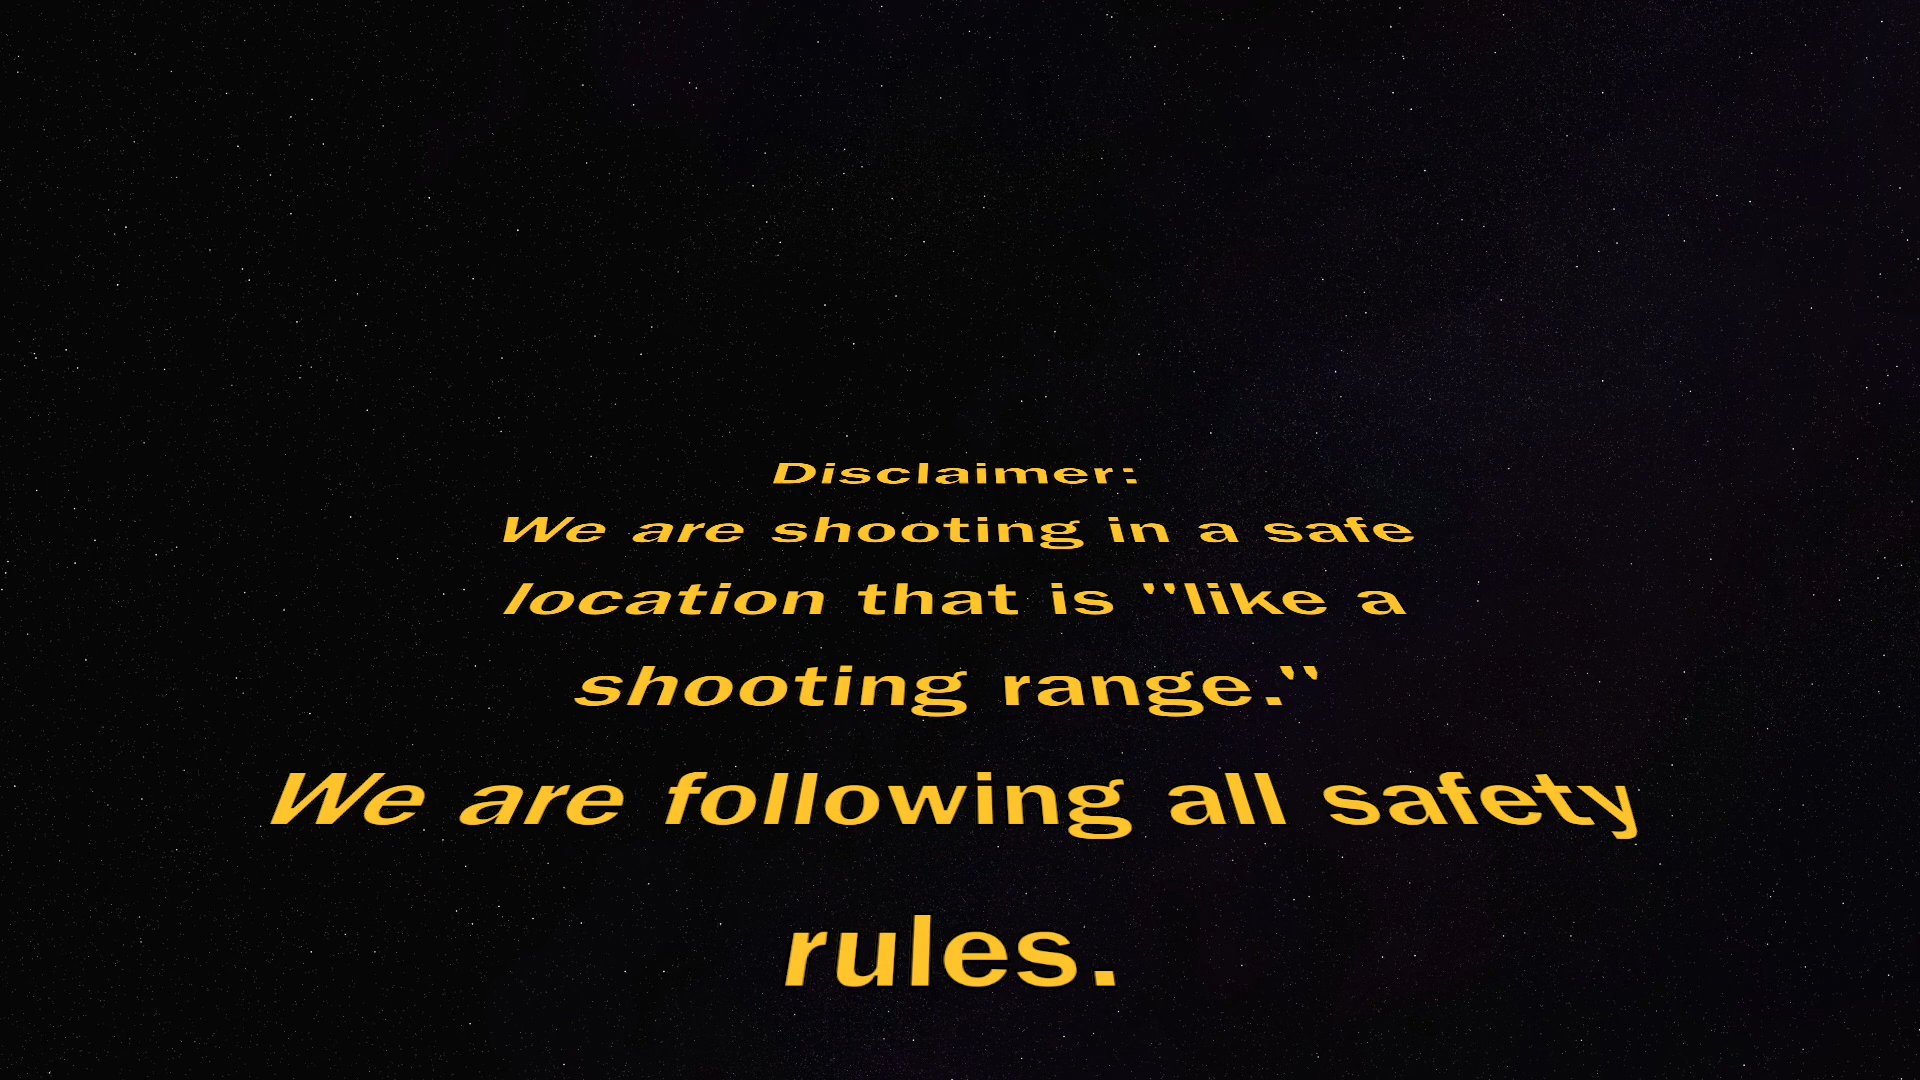 Disclaimer:
We are shooting in a safe
location that is "like a
shooting range."
We are following all safety
rules.